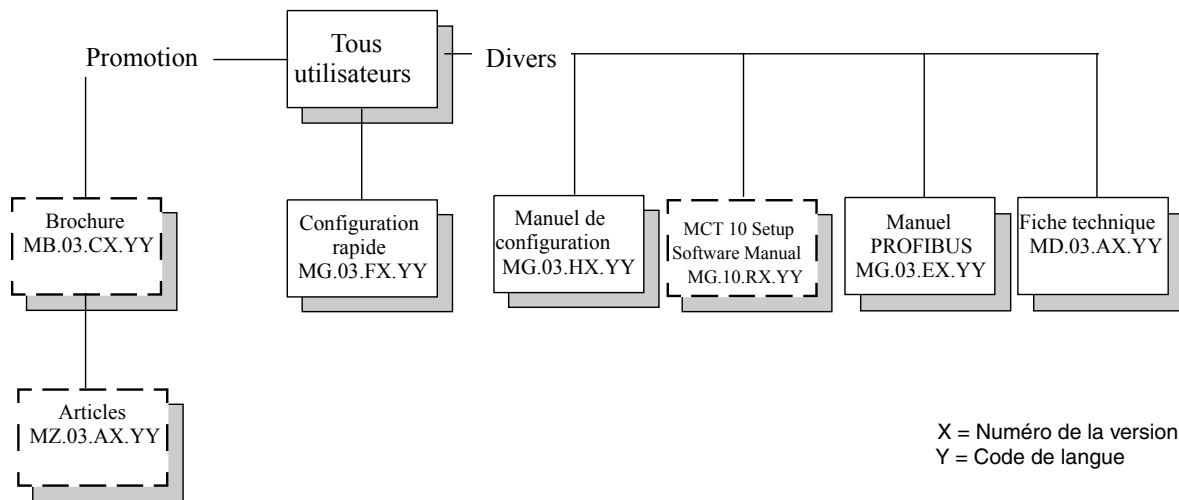 Promotion
Tous
utilisateurs
Divers
Brochure
MB.03.CX.YY
Configuration
rapide
MG.03.FX.YY
Manuel de
configuration
MG.03.HX.YY
MCT 10 Setup
Software Manual
MG.10.RX.YY
Manuel
PROFIBUS
MG.03.EX.YY
Fiche technique
MD.03.AX.YY
Articles
MZ.03.AX.YY
X = Numéro de la version
Y = Code de langue